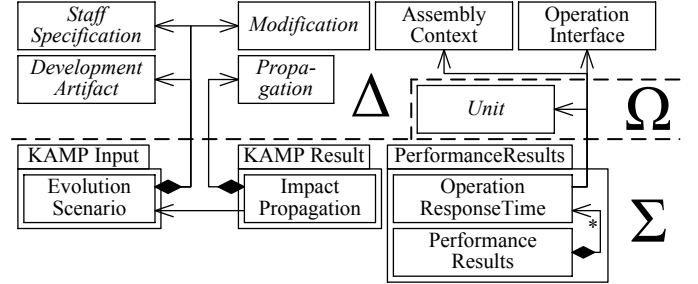 Staff
Specification
Modification
Assembly
Context
Operation
Interface
Development
Artifact
Propa-
gation
Δ
Unit
Ω
KAMP Input
KAMP Result
PerformanceResults
Evolution
Scenario
Impact
Propagation
Operation
ResponseTime
*
Performance
Results
Σ